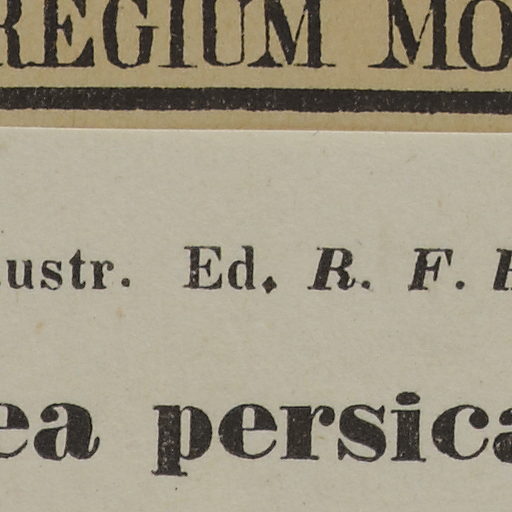 REGIUM MO
ustr. Ed. R. F.
ea persica